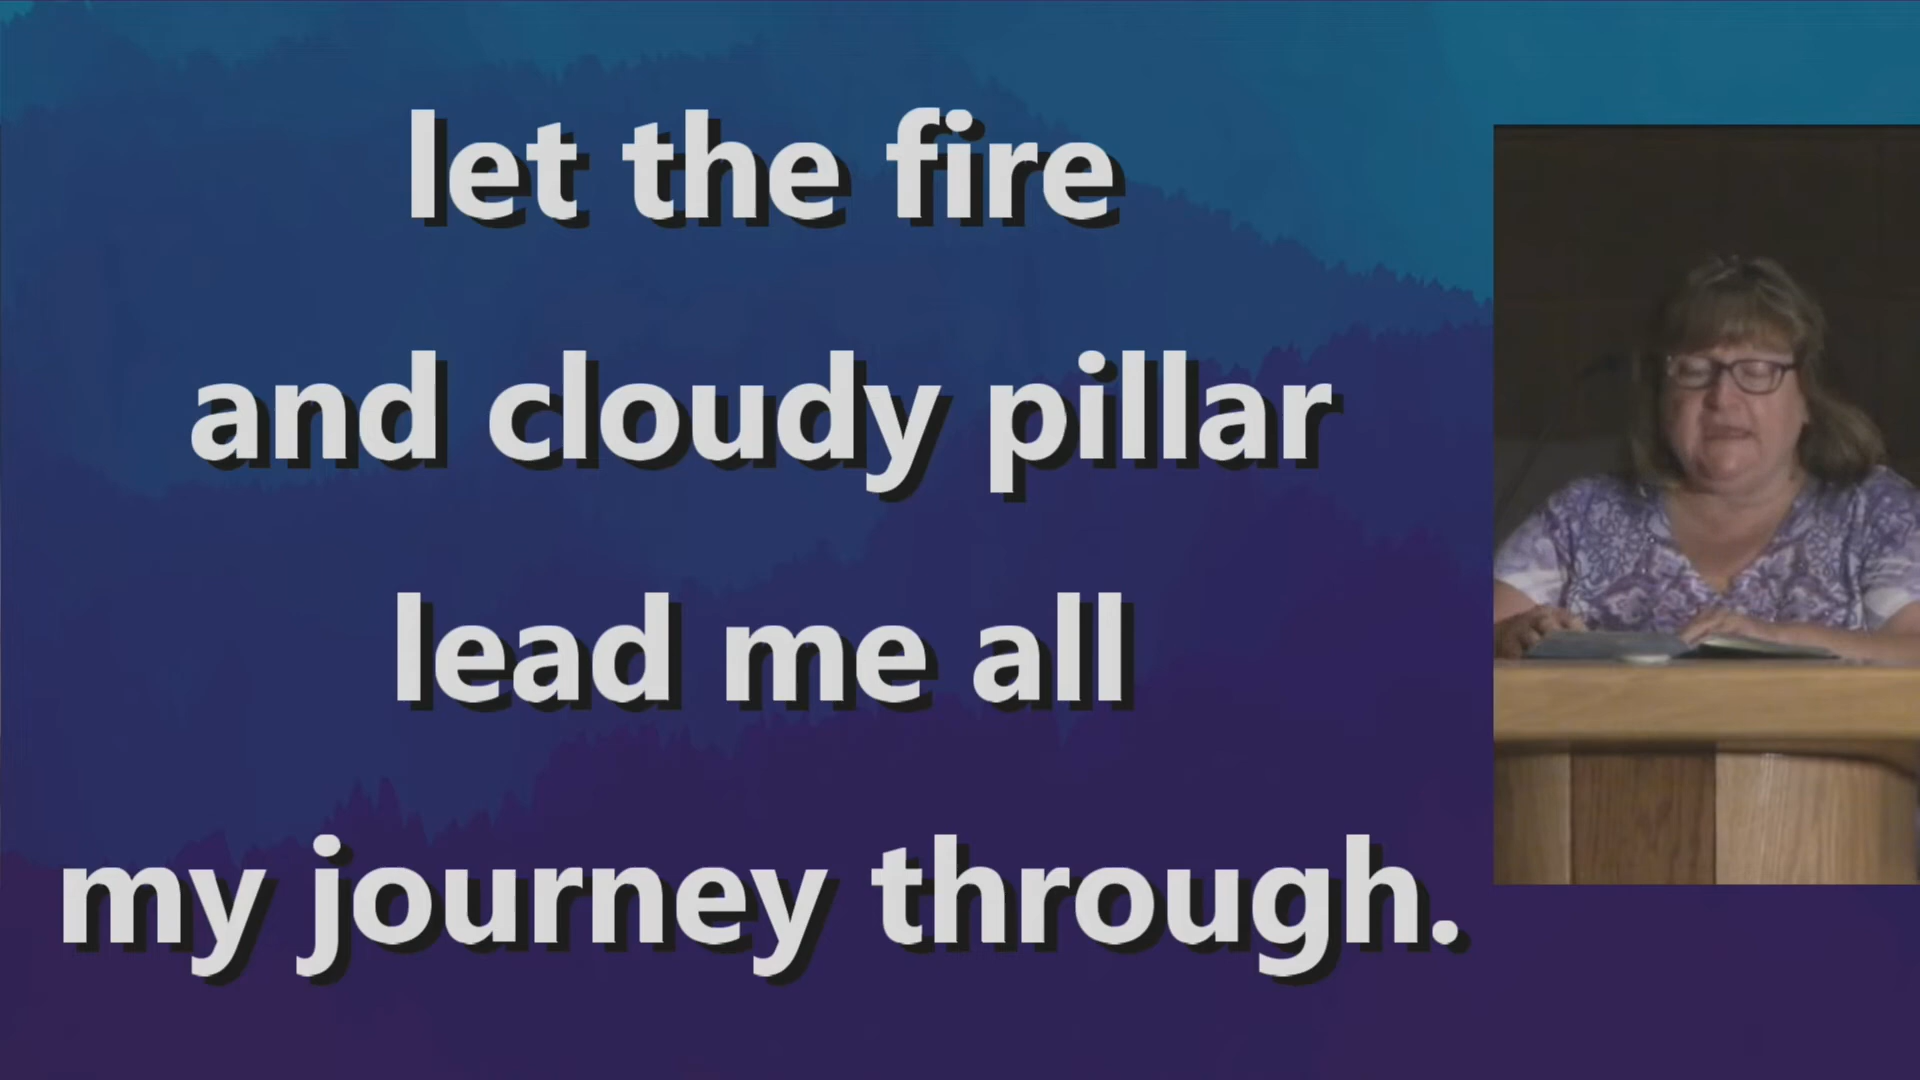 let the fire
and cloudy pillar
lead me all
my journey through.